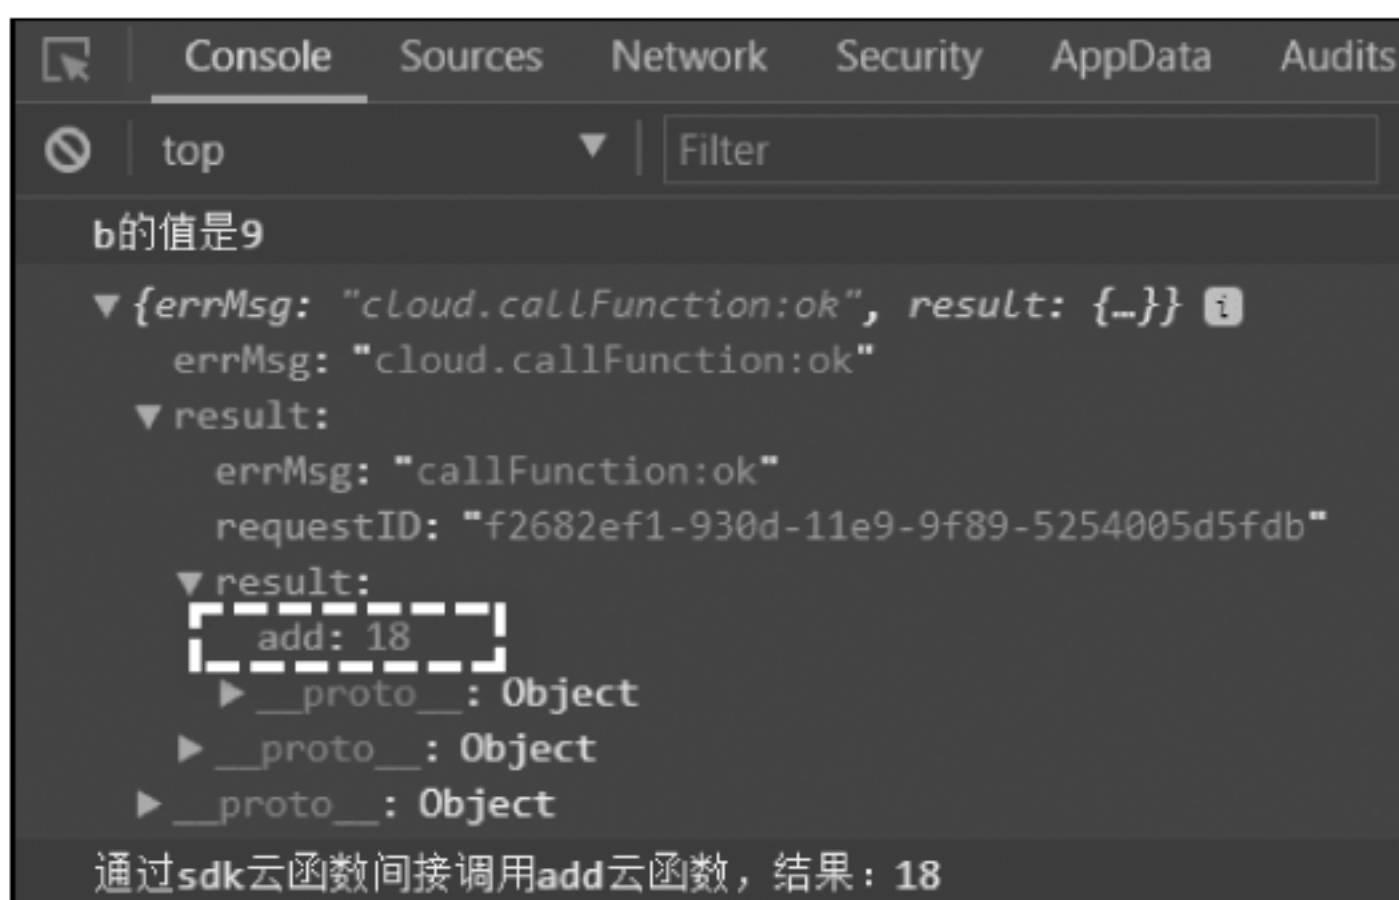 Console Sources Network Security AppData Audits
top ▼ Filter
b的值是9
▼{errMsg: "cloud.callFunction:ok", result: {…}} i
errMsg: "cloud.callFunction:ok"
▼result:
errMsg: "callFunction:ok"
requestID: "f2682ef1-930d-11e9-9f89-5254005d5fdb"
▼result:
add: 18
▶__proto__: Object
▶__proto__: Object
▶__proto__: Object
通过sdk云函数间接调用add云函数，结果：18